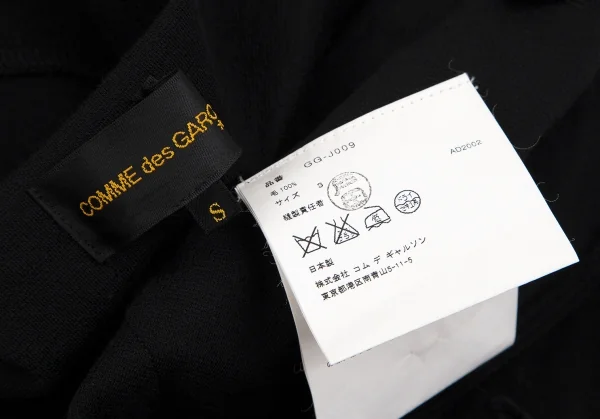 COMME des GARÇ
S
品番 GG-J009
AD2002
毛 100%
サイズ S
縫製責任者
日本製
株式会社 コム デ ギャルソン
東京都港区南青山5-11-5